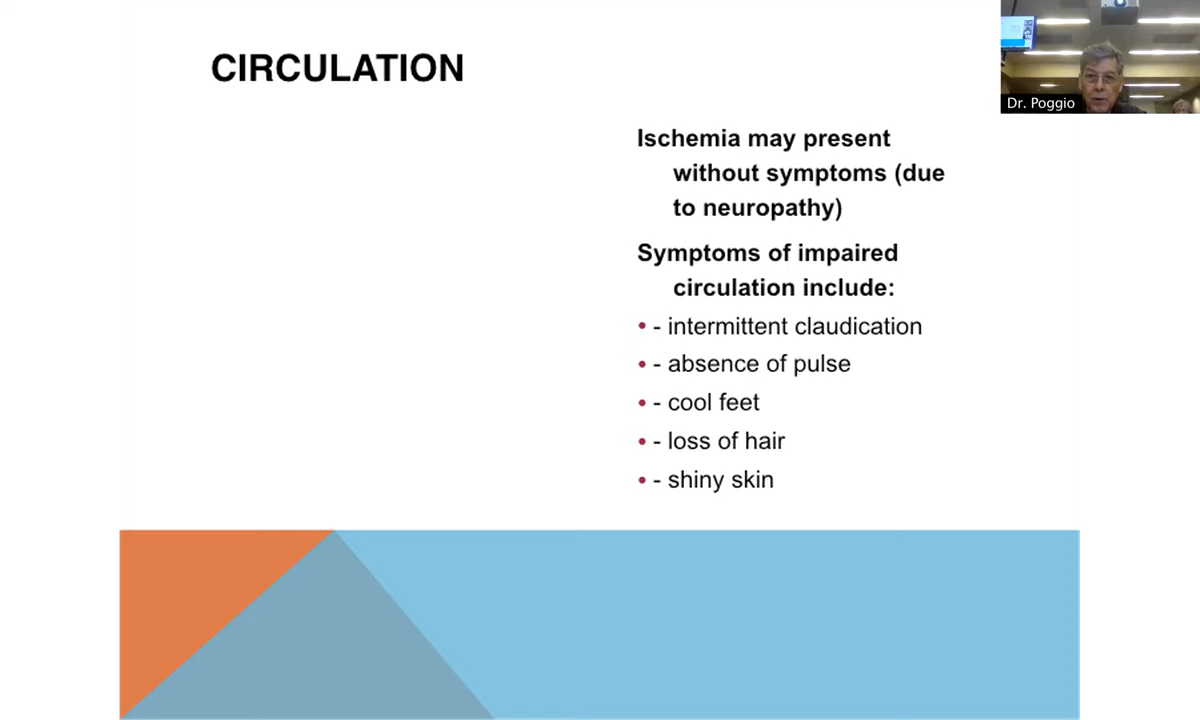 CIRCULATION
Dr. Poggio
Ischemia may present
without symptoms (due
to neuropathy)
Symptoms of impaired
circulation include:
• - intermittent claudication
• - absence of pulse
• - cool feet
• - loss of hair
• - shiny skin